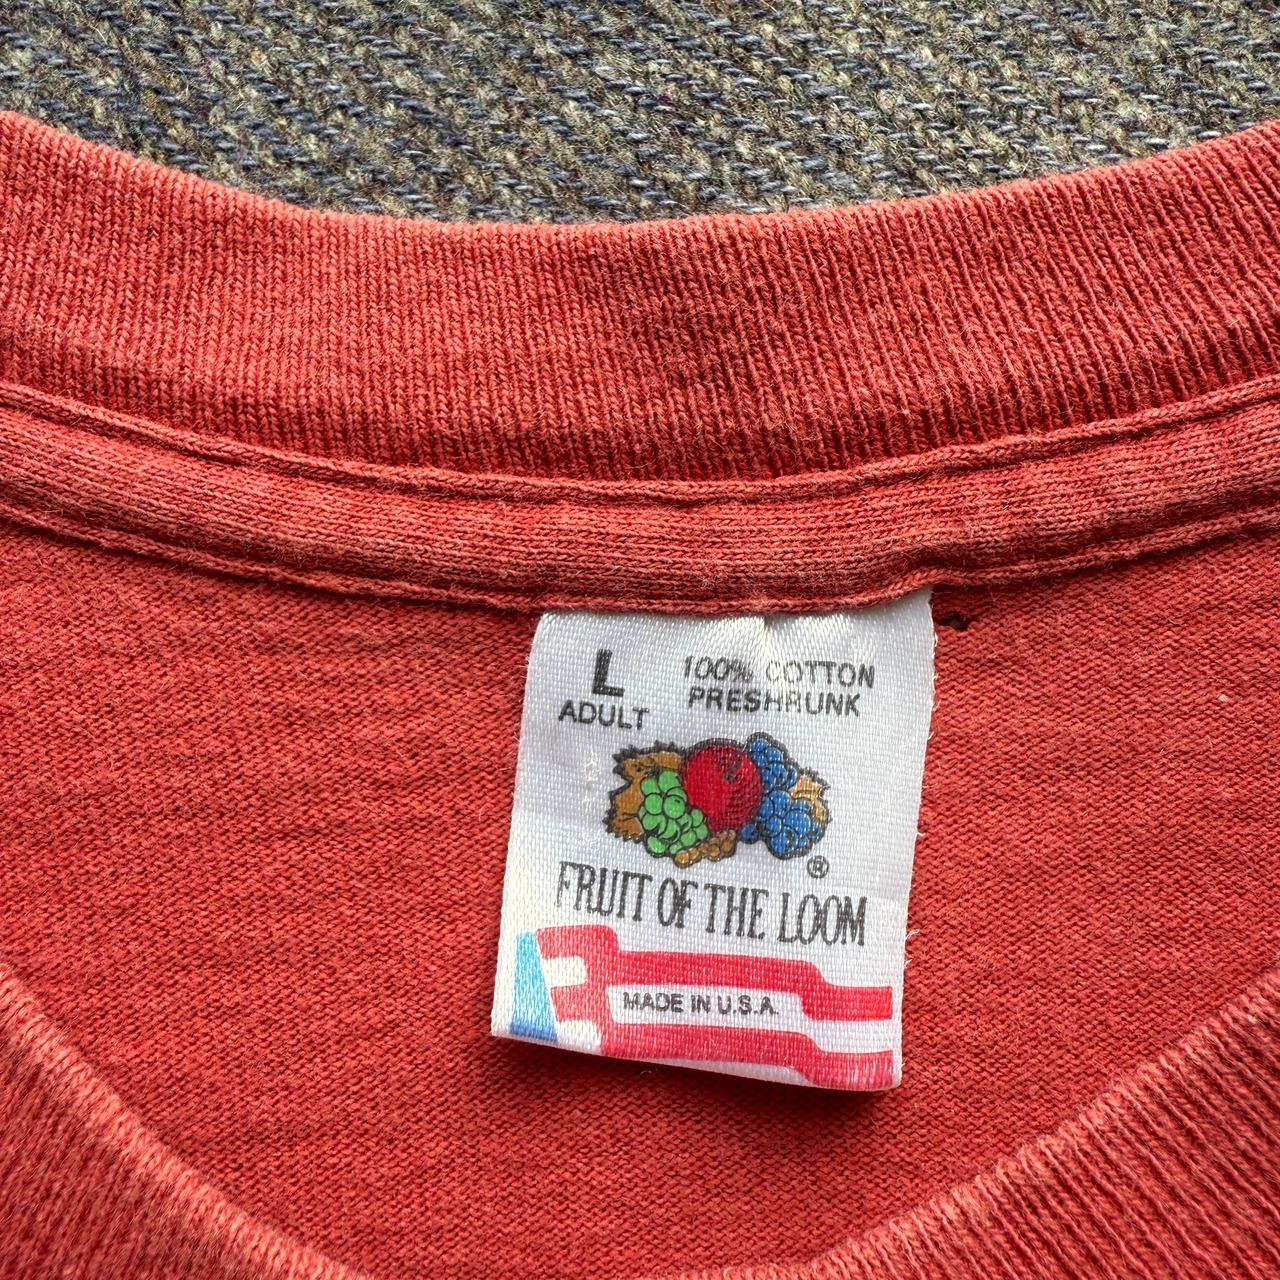 L
ADULT
100% COTTON
PRESHRUNK
®
FRUIT OF THE LOOM
MADE IN U.S.A.